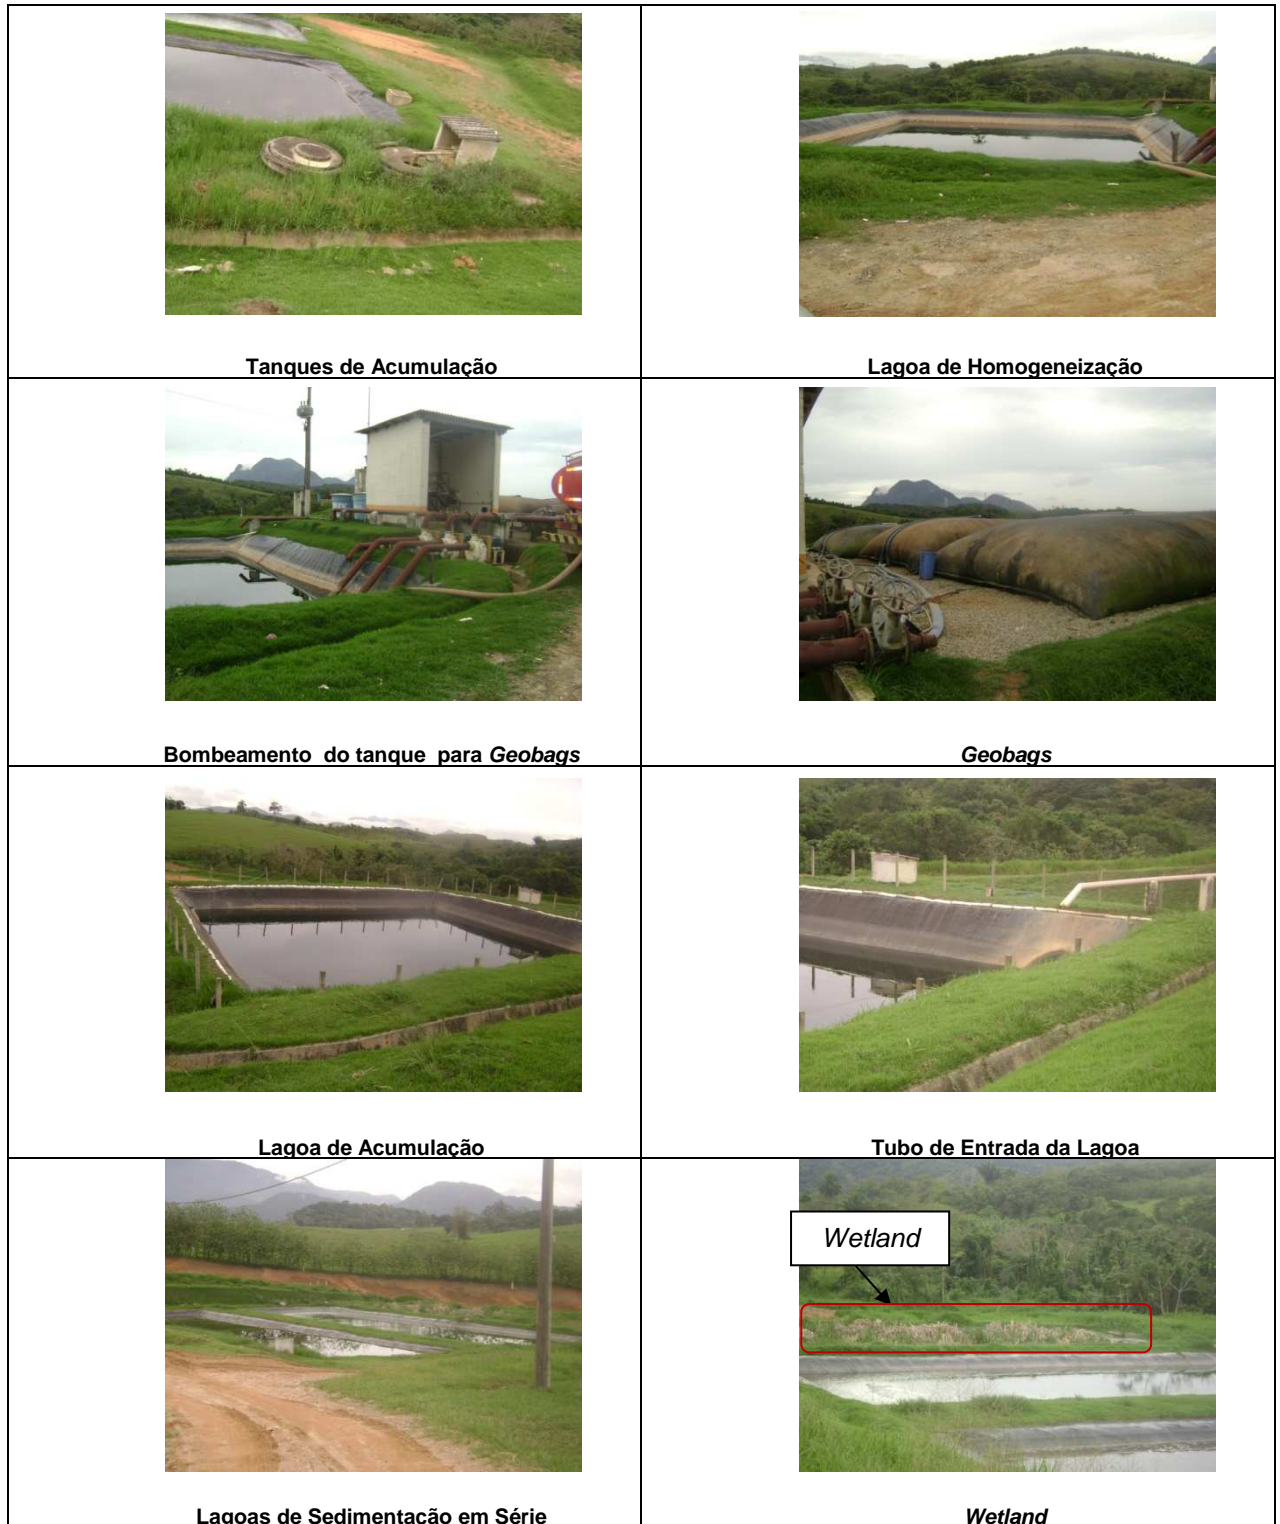 Tanques de Acumulação
Lagoa de Homogeneização
Bombeamento do tanque para Geobags
Geobags
Lagoa de Acumulação
Tubo de Entrada da Lagoa
Wetland
Lagoas de Sedimentação em Série
Wetland